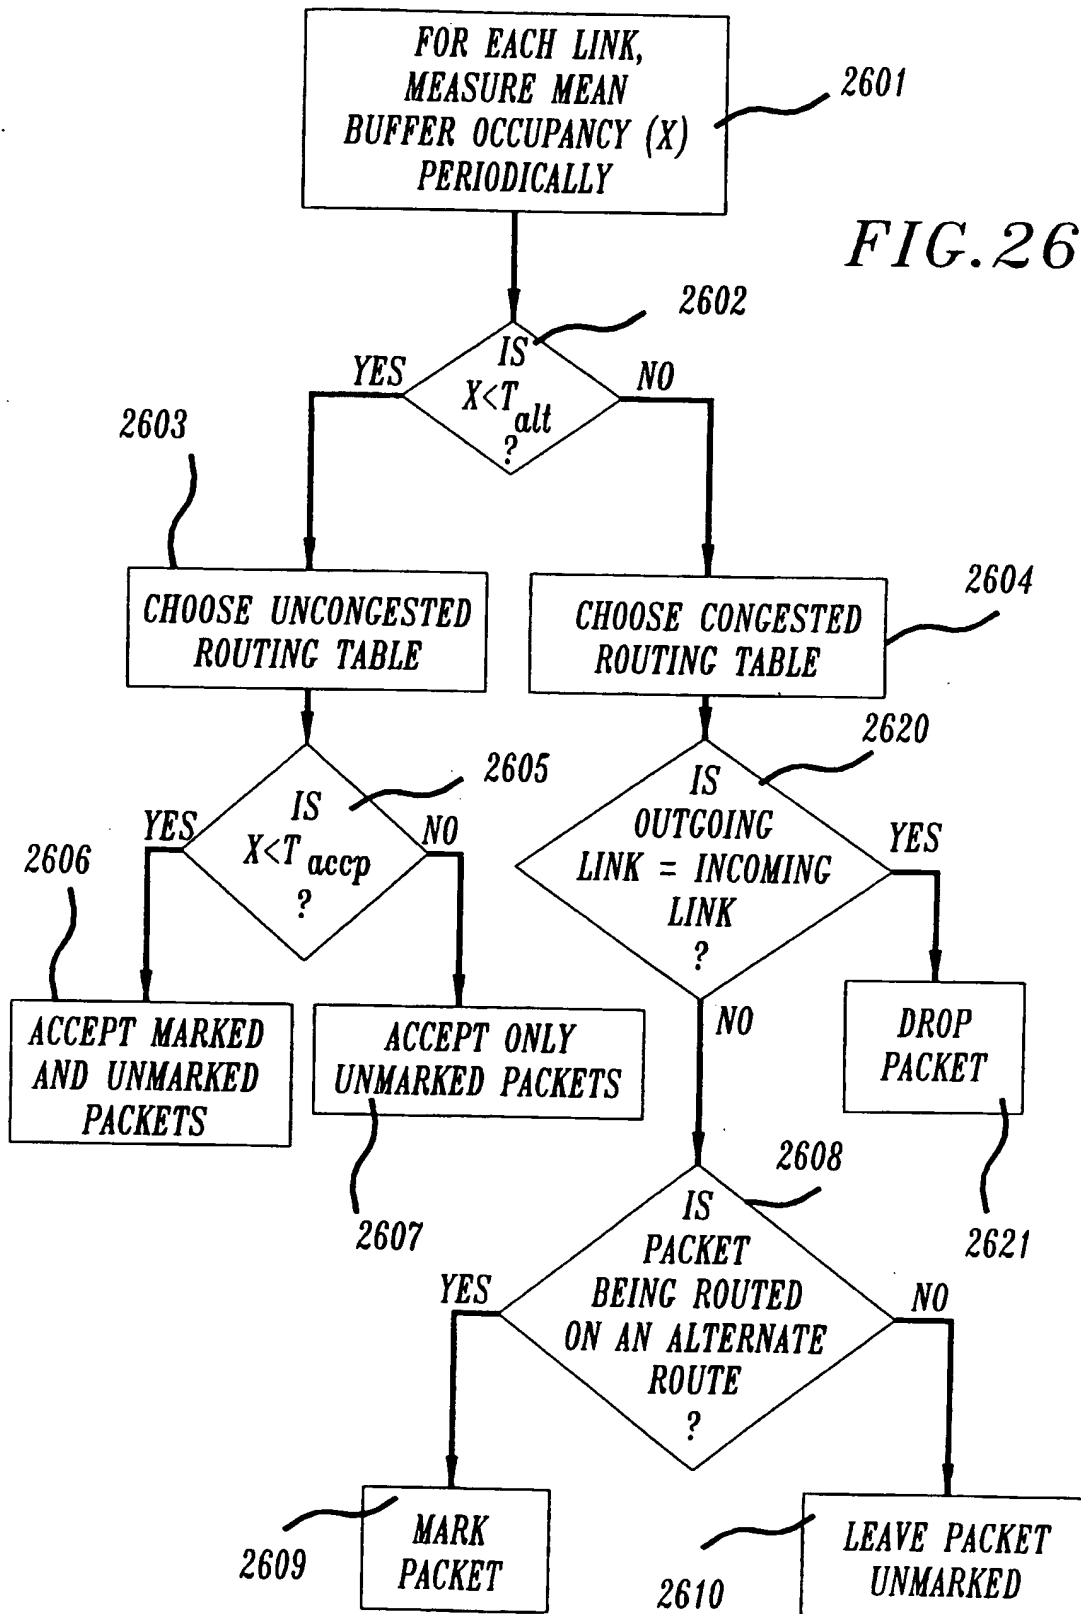 FOR EACH LINK,
MEASURE MEAN
BUFFER OCCUPANCY (X)
PERIODICALLY
2601
FIG.26
2602
IS
X<T alt
?
YES
NO
2603
CHOOSE UNCONGESTED
ROUTING TABLE
CHOOSE CONGESTED
ROUTING TABLE
2604
2605
IS
X<T accp
?
YES
NO
2620
IS
OUTGOING
LINK = INCOMING
LINK
?
YES
NO
2606
ACCEPT MARKED
AND UNMARKED
PACKETS
ACCEPT ONLY
UNMARKED PACKETS
2607
DROP
PACKET
2621
2608
IS
PACKET
BEING ROUTED
ON AN ALTERNATE
ROUTE
?
YES
NO
MARK
PACKET
2609
LEAVE PACKET
UNMARKED
2610